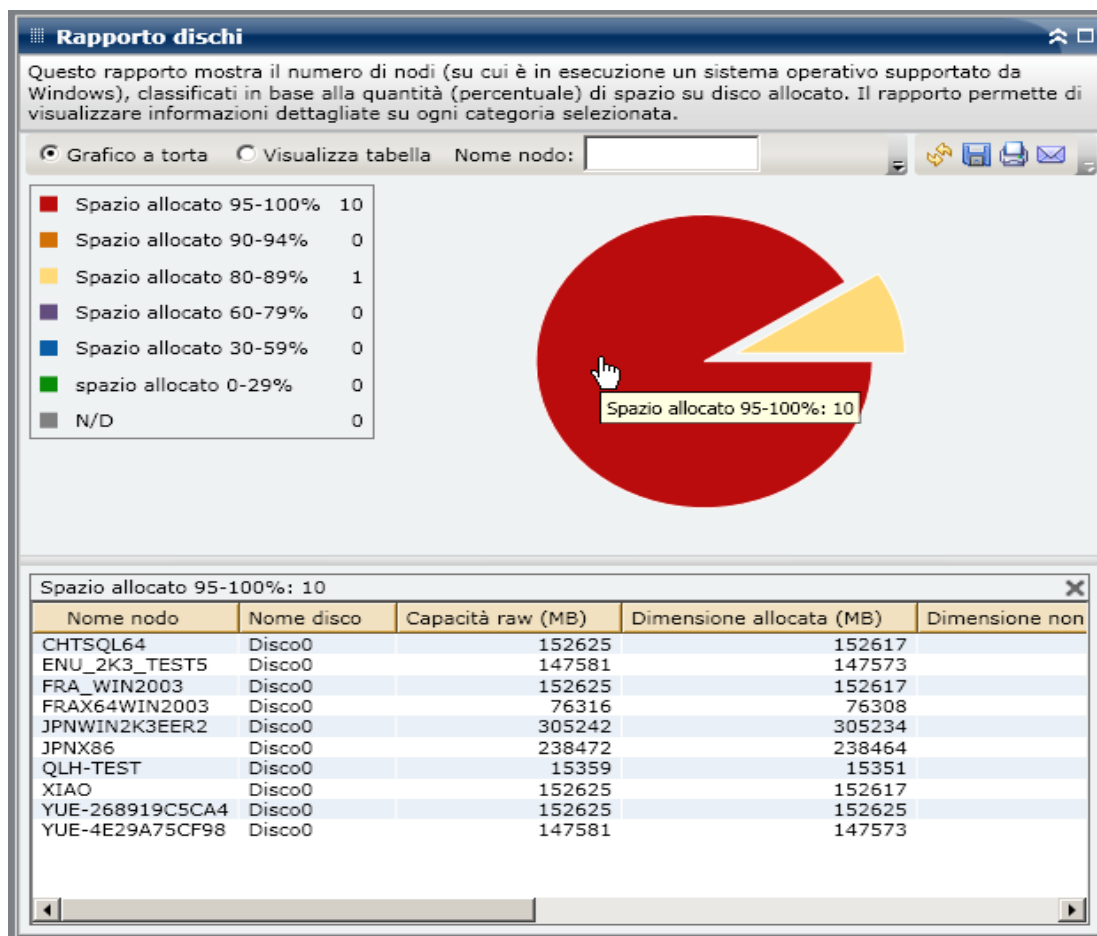 Rapporto dischi
Questo rapporto mostra il numero di nodi (su cui è in esecuzione un sistema operativo supportato da
Windows), classificati in base alla quantità (percentuale) di spazio su disco allocato. Il rapporto permette di
visualizzare informazioni dettagliate su ogni categoria selezionata.
Grafico a torta Visualizza tabella Nome nodo:
Spazio allocato 95-100% 10
Spazio allocato 90-94% 0
Spazio allocato 80-89% 1
Spazio allocato 60-79% 0
Spazio allocato 30-59% 0
spazio allocato 0-29% 0
N/D 0
Spazio allocato 95-100%: 10
Spazio allocato 95-100%: 10
Nome nodo Nome disco Capacità raw (MB) Dimensione allocata (MB) Dimensione non
CHTSQL64 Disco0 152625 152617
ENU_2K3_TEST5 Disco0 147581 147573
FRA_WIN2003 Disco0 152625 152617
FRAX64WIN2003 Disco0 76316 76308
JPNWIN2K3EER2 Disco0 305242 305234
JPNX86 Disco0 238472 238464
QLH-TEST Disco0 15359 15351
XIAO Disco0 152625 152617
YUE-268919C5CA4 Disco0 152625 152625
YUE-4E29A75CF98 Disco0 147581 147573